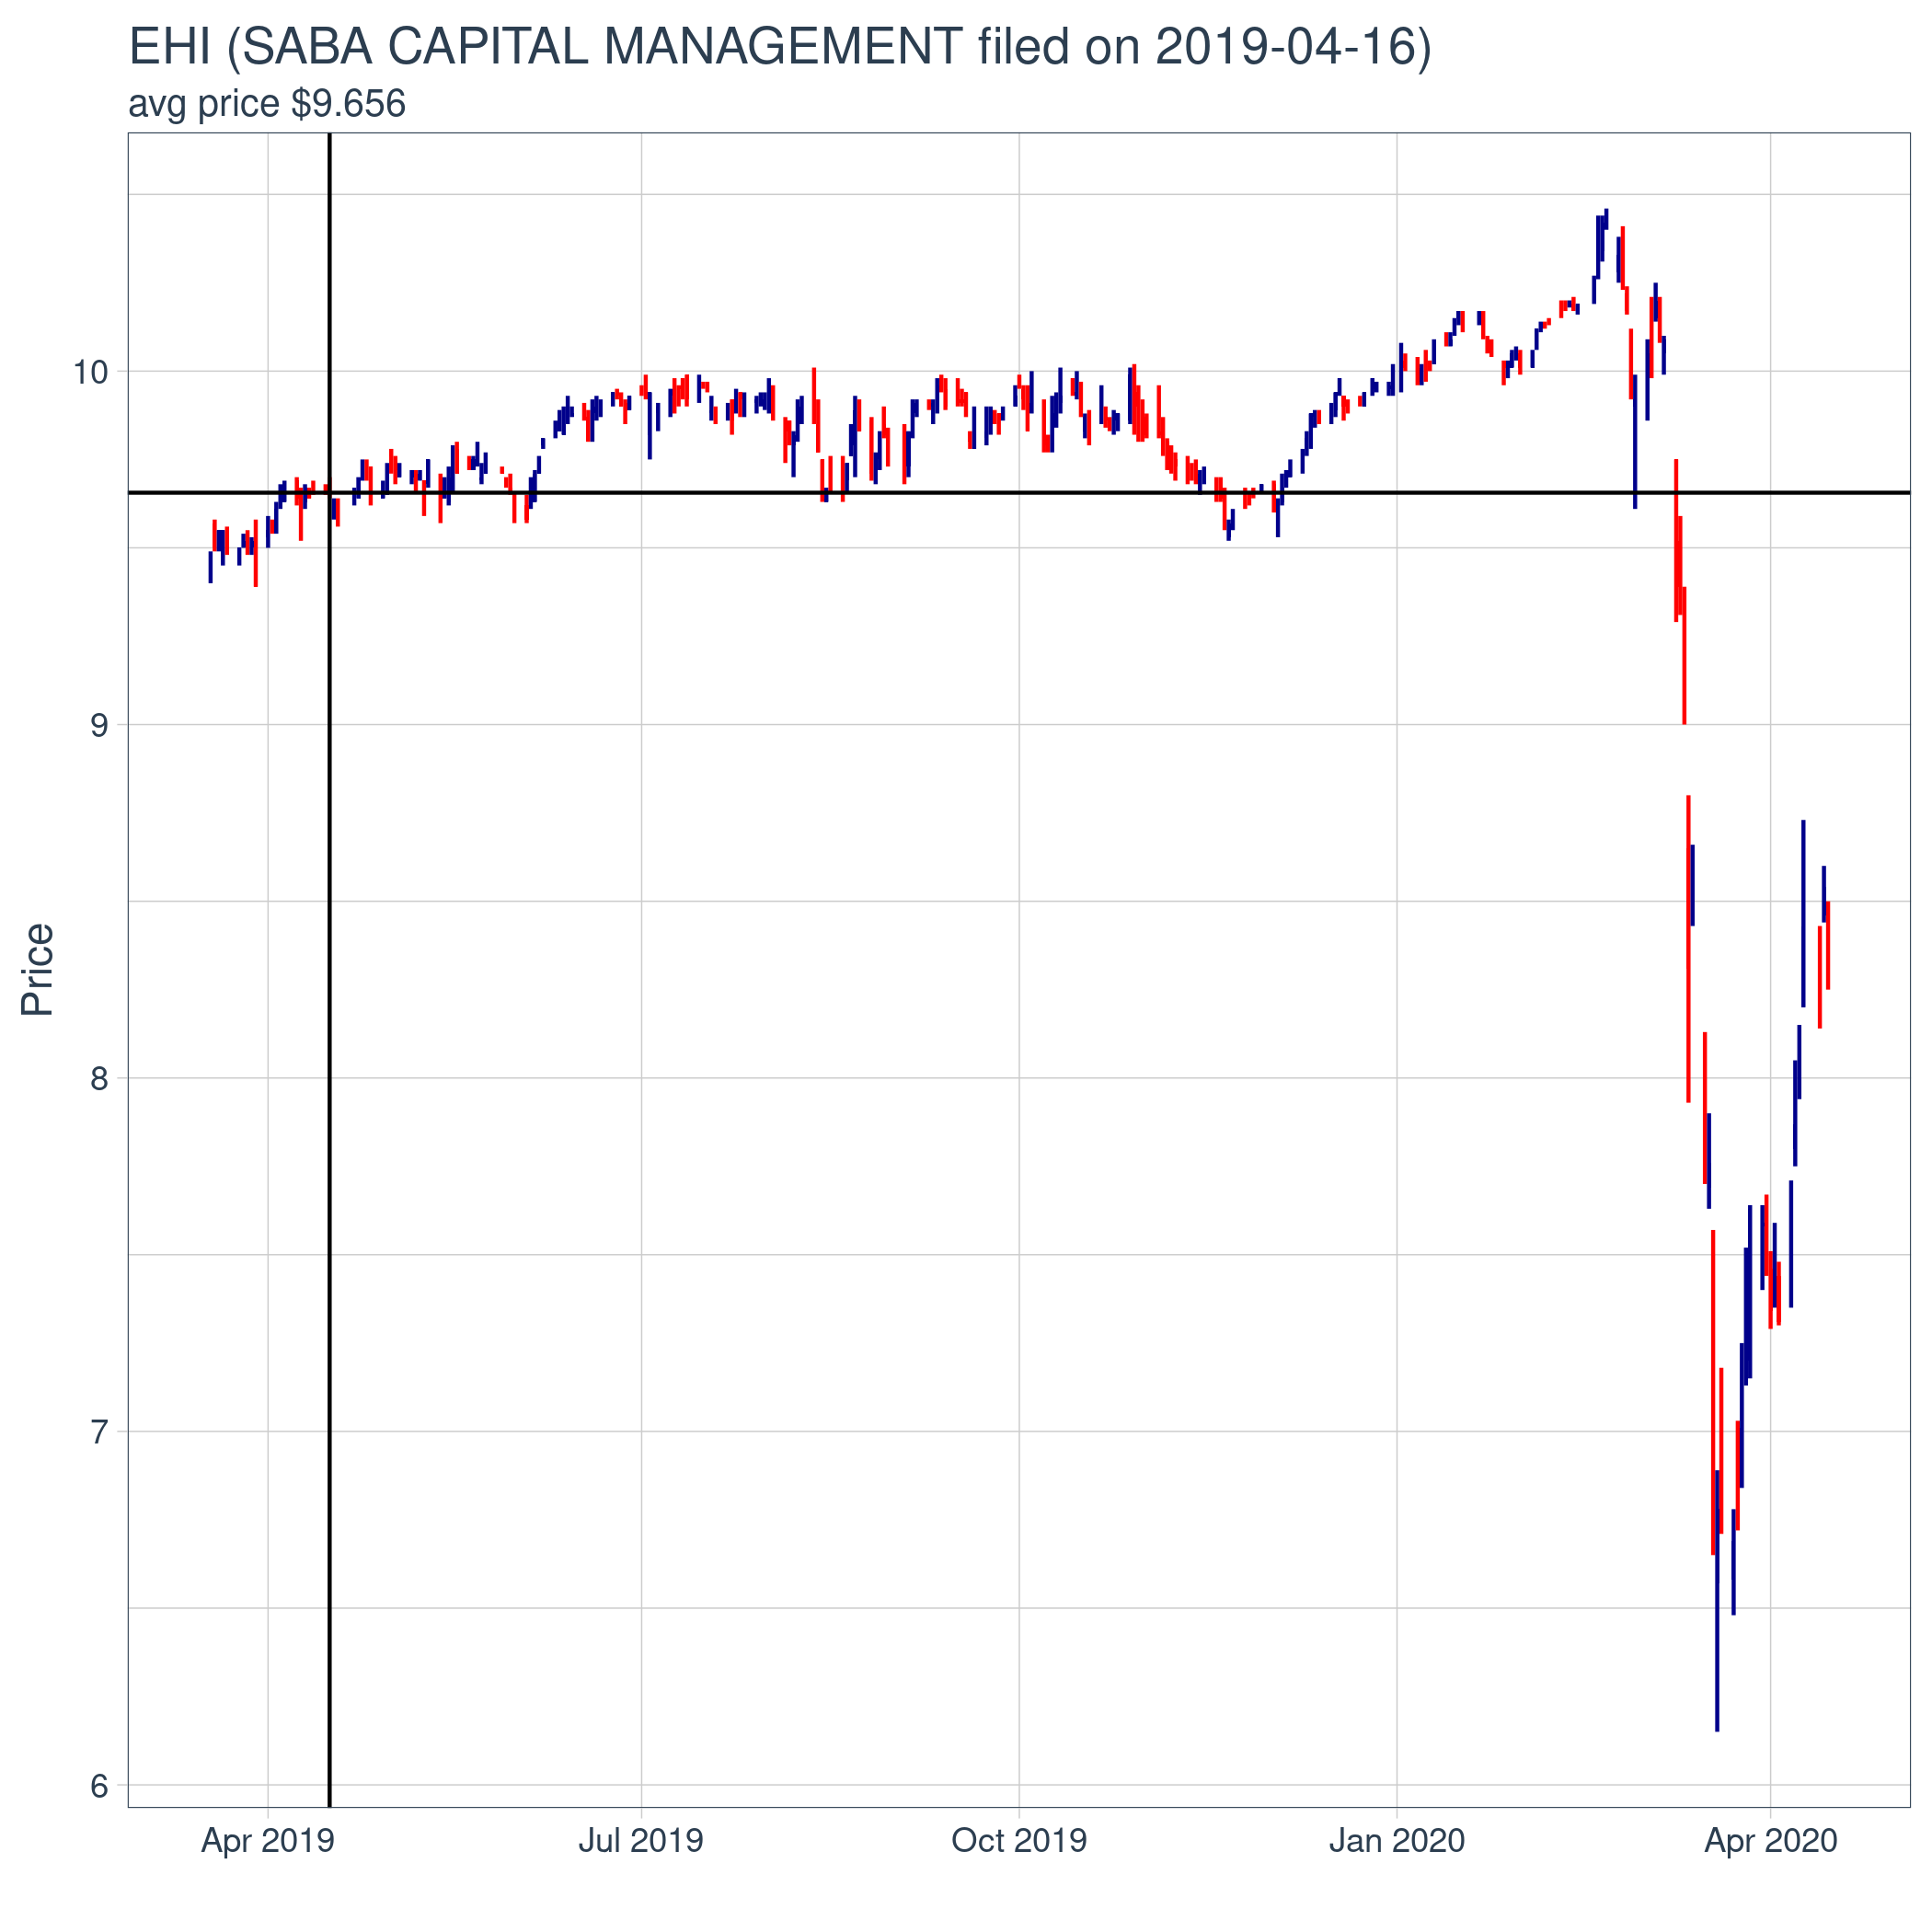 EHI (SABA CAPITAL MANAGEMENT filed on 2019-04-16)
avg price $9.656
10
9
8
7
6
Price
Apr 2019
Jul 2019
Oct 2019
Jan 2020
Apr 2020